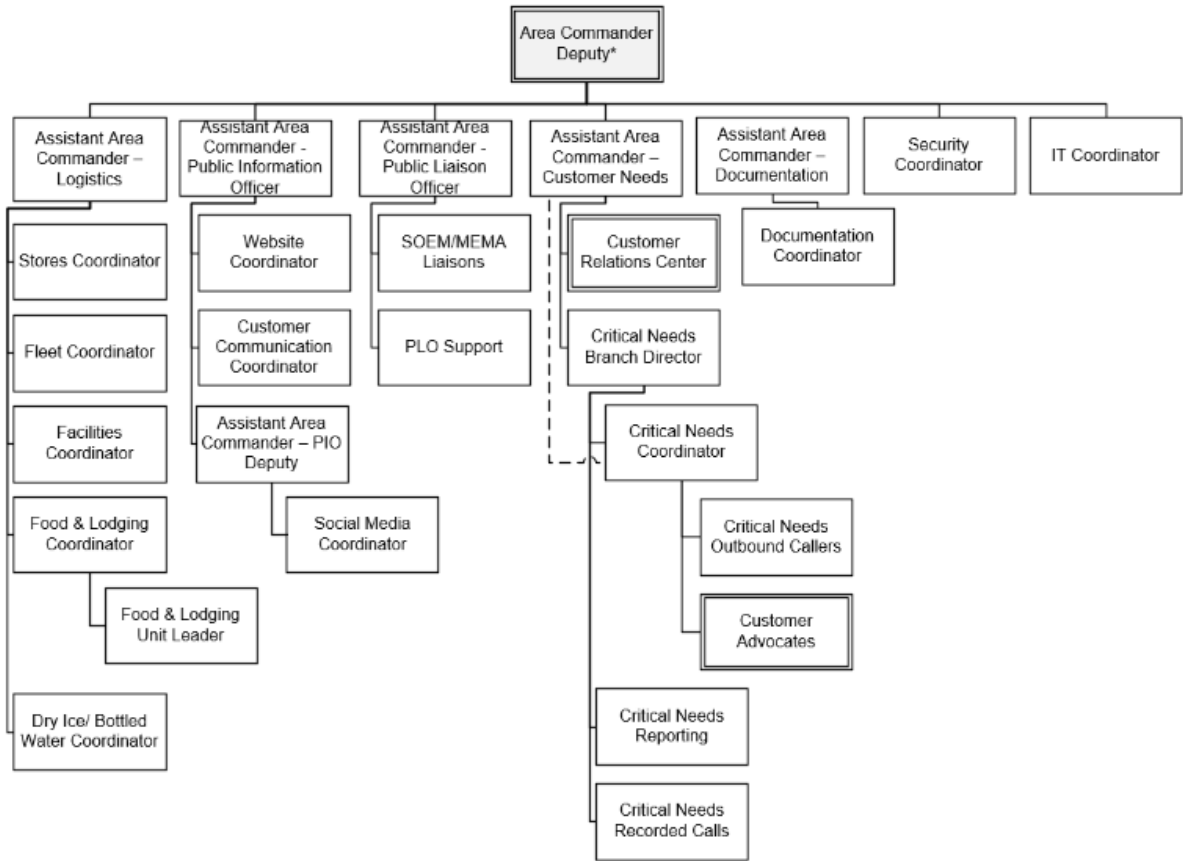 Area Commander
Deputy*
Assistant Area
Commander –
Logistics
Assistant Area
Commander -
Public Information
Officer
Assistant Area
Commander -
Public Liaison
Officer
Assistant Area
Commander –
Customer Needs
Assistant Area
Commander –
Documentation
Security
Coordinator
IT Coordinator
Stores Coordinator
Website
Coordinator
SOEM/MEMA
Liaisons
Customer
Relations Center
Documentation
Coordinator
Fleet Coordinator
Customer
Communication
Coordinator
PLO Support
Critical Needs
Branch Director
Facilities
Coordinator
Assistant Area
Commander – PIO
Deputy
Critical Needs
Coordinator
Food & Lodging
Coordinator
Social Media
Coordinator
Critical Needs
Outbound Callers
Food & Lodging
Unit Leader
Customer
Advocates
Dry Ice/ Bottled
Water Coordinator
Critical Needs
Reporting
Critical Needs
Recorded Calls